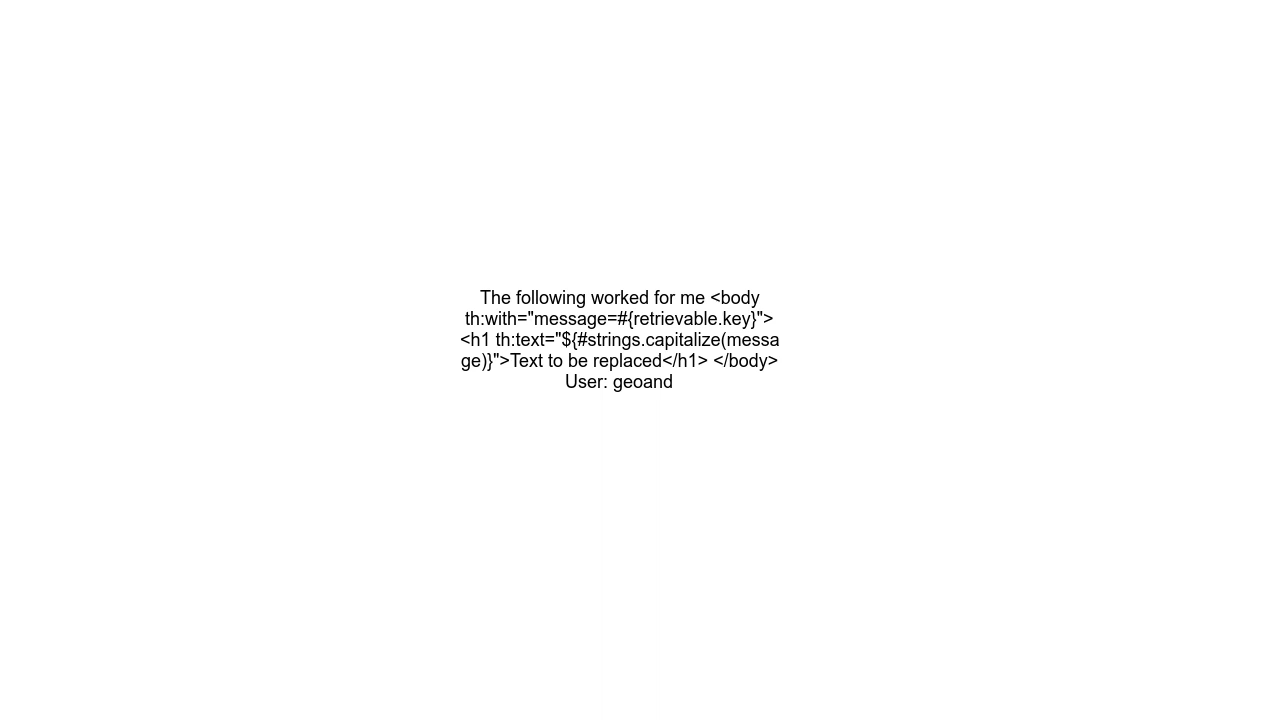 The following worked for me <body
th:with="message=#{retrievable.key}">
<h1 th:text="${#strings.capitalize(messa
ge)}">Text to be replaced</h1> </body>
User: geoand